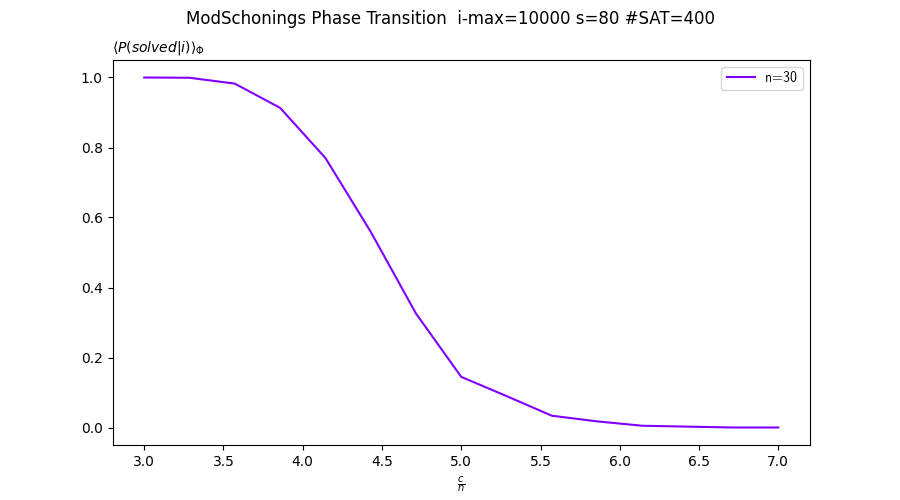 ModSchonings Phase Transition i-max=10000 s=80 #SAT=400
⟨P(solved|i)⟩Φ
n=30
1.0
0.8
0.6
0.4
0.2
0.0
3.0 3.5 4.0 4.5 5.0 5.5 6.0 6.5 7.0
c/n